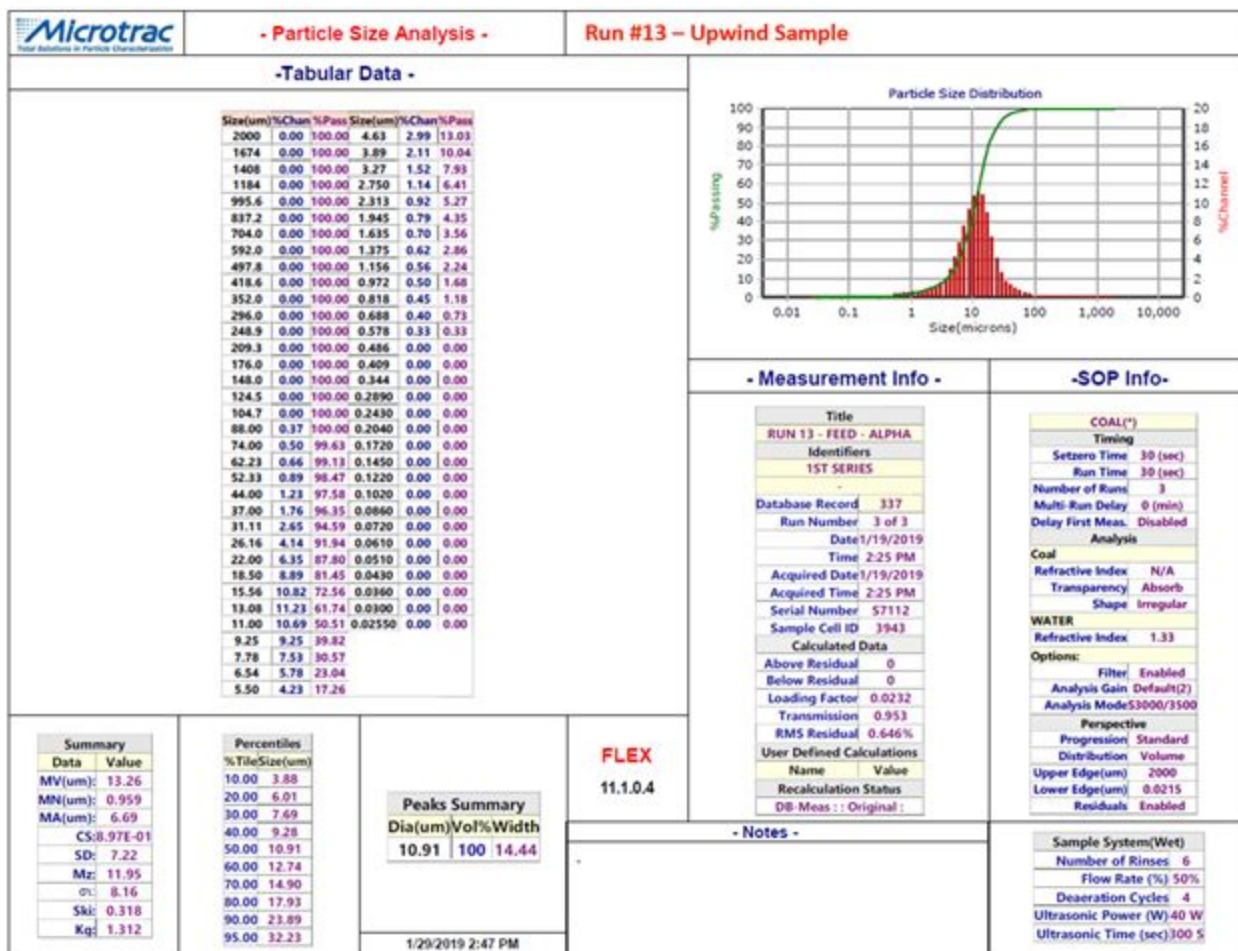 Microtrac
Total Solutions in Particle Characterization
- Particle Size Analysis -
Run #13 – Upwind Sample
-Tabular Data -
Size(um) %Chan %Pass Size(um) %Chan %Pass
2000 0.00 100.00 4.63 2.99 13.03
1674 0.00 100.00 3.89 2.11 10.04
1408 0.00 100.00 3.27 1.52 7.93
1184 0.00 100.00 2.750 1.14 6.41
995.6 0.00 100.00 2.313 0.92 5.27
837.2 0.00 100.00 1.945 0.79 4.35
704.0 0.00 100.00 1.635 0.70 3.56
592.0 0.00 100.00 1.375 0.62 2.86
497.8 0.00 100.00 1.156 0.56 2.24
418.6 0.00 100.00 0.972 0.50 1.68
352.0 0.00 100.00 0.818 0.45 1.18
296.0 0.00 100.00 0.688 0.40 0.73
248.9 0.00 100.00 0.578 0.33 0.33
209.3 0.00 100.00 0.486 0.00 0.00
176.0 0.00 100.00 0.409 0.00 0.00
148.0 0.00 100.00 0.344 0.00 0.00
124.5 0.00 100.00 0.2890 0.00 0.00
104.7 0.00 100.00 0.2430 0.00 0.00
88.00 0.37 100.00 0.2040 0.00 0.00
74.00 0.50 99.63 0.1720 0.00 0.00
62.23 0.66 99.13 0.1450 0.00 0.00
52.33 0.89 98.47 0.1220 0.00 0.00
44.00 1.23 97.58 0.1020 0.00 0.00
37.00 1.76 96.35 0.0860 0.00 0.00
31.11 2.65 94.59 0.0720 0.00 0.00
26.16 4.14 91.94 0.0610 0.00 0.00
22.00 6.35 87.80 0.0510 0.00 0.00
18.50 8.89 81.45 0.0430 0.00 0.00
15.56 10.82 72.56 0.0360 0.00 0.00
13.08 11.23 61.74 0.0300 0.00 0.00
11.00 10.69 50.51 0.02550 0.00 0.00
9.25 9.25 39.82
7.78 7.53 30.57
6.54 5.78 23.04
5.50 4.23 17.26
Particle Size Distribution
%Passing
100
90
80
70
60
50
40
30
20
10
0
20
18
16
14
12
10
8
6
4
2
0
%Channel
0.01 0.1 1 10 100 1,000 10,000
Size(microns)
- Measurement Info -
Title
RUN 13 - FEED - ALPHA
Identifiers
1ST SERIES
-
Database Record 337
Run Number 3 of 3
Date 1/19/2019
Time 2:25 PM
Acquired Date 1/19/2019
Acquired Time 2:25 PM
Serial Number S7112
Sample Cell ID 3943
Calculated Data
Above Residual 0
Below Residual 0
Loading Factor 0.0232
Transmission 0.953
RMS Residual 0.646%
User Defined Calculations
Name Value
Recalculation Status
DB-Meas : : Original :
-SOP Info-
COAL(*)
Timing
Setzero Time 30 (sec)
Run Time 30 (sec)
Number of Runs 3
Multi-Run Delay 0 (min)
Delay First Meas. Disabled
Analysis
Coal
Refractive Index N/A
Transparency Absorb
Shape Irregular
WATER
Refractive Index 1.33
Options:
Filter Enabled
Analysis Gain Default(2)
Analysis Mode S3000/3500
Perspective
Progression Standard
Distribution Volume
Upper Edge(um) 2000
Lower Edge(um) 0.0215
Residuals Enabled
Summary
Data Value
MV(um): 13.26
MN(um): 0.959
MA(um): 6.69
CS: 8.97E-01
SD: 7.22
Mz: 11.95
σı: 8.16
Ski: 0.318
Kg: 1.312
Percentiles
%Tile Size(um)
10.00 3.88
20.00 6.01
30.00 7.69
40.00 9.28
50.00 10.91
60.00 12.74
70.00 14.90
80.00 17.93
90.00 23.89
95.00 32.23
Peaks Summary
Dia(um) Vol% Width
10.91 100 14.44
1/29/2019 2:47 PM
FLEX
11.1.0.4
- Notes -
Sample System(Wet)
Number of Rinses 6
Flow Rate (%) 50%
Deaeration Cycles 4
Ultrasonic Power (W) 40 W
Ultrasonic Time (sec) 300 S